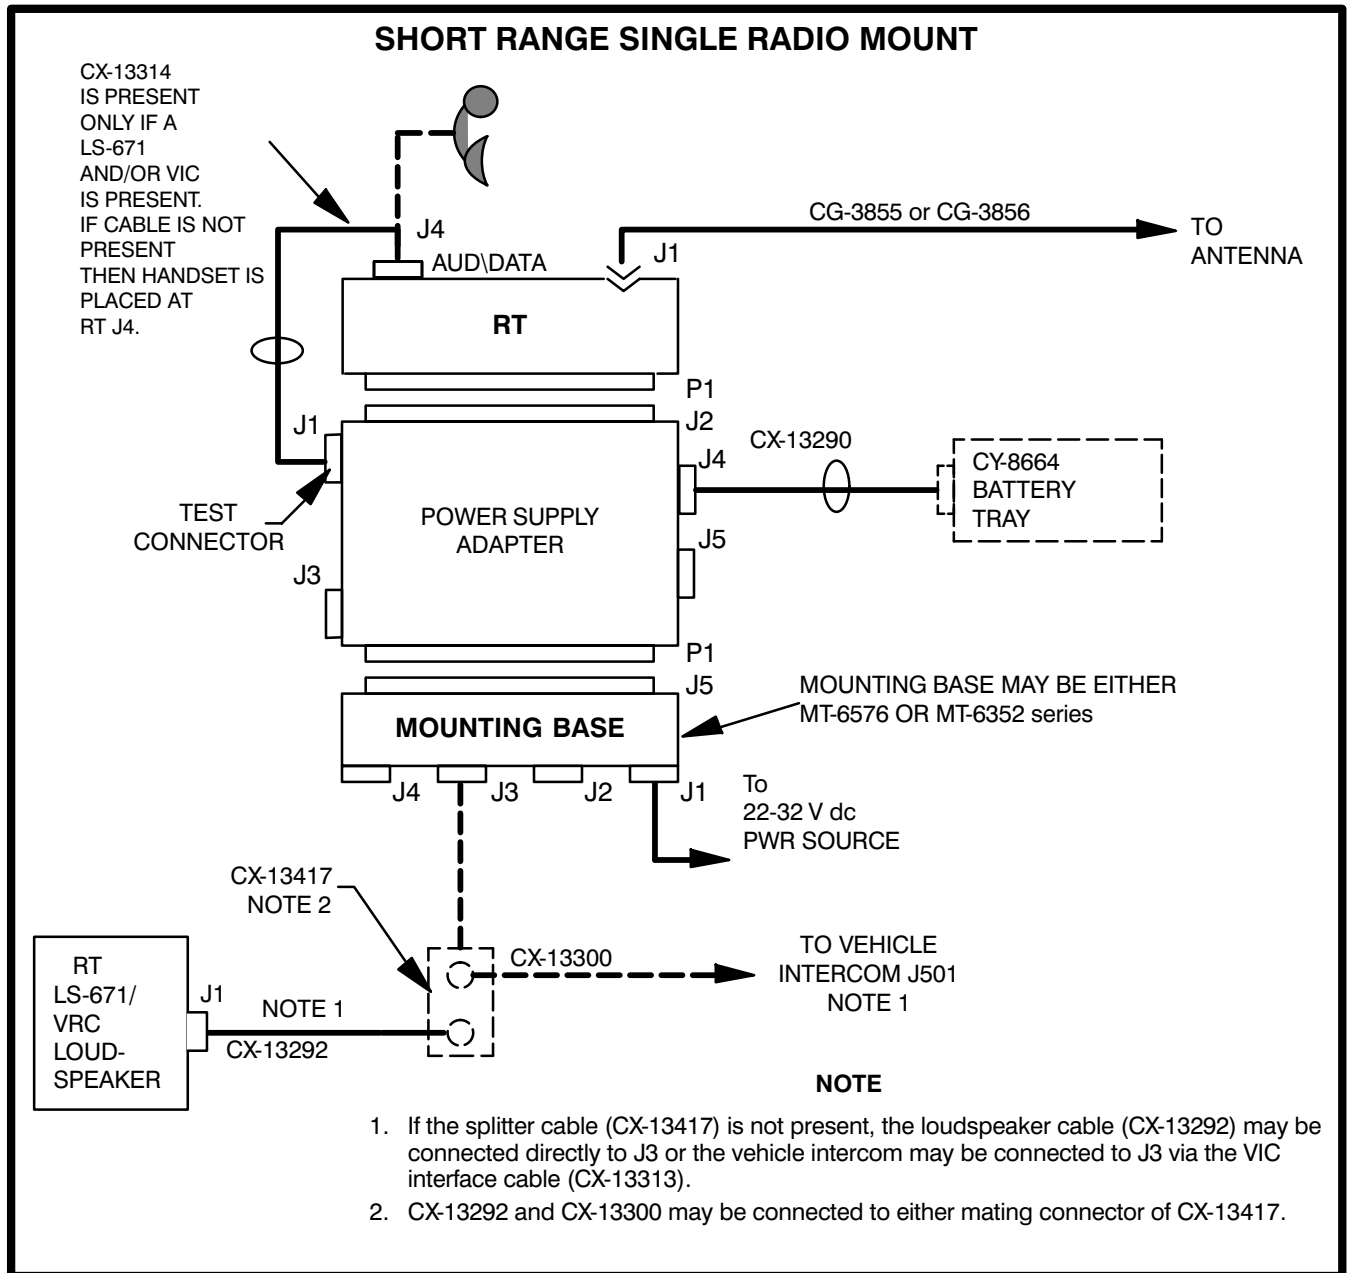 SHORT RANGE SINGLE RADIO MOUNT
CX-13314
IS PRESENT
ONLY IF A
LS-671
AND/OR VIC
IS PRESENT.
IF CABLE IS NOT
PRESENT
THEN HANDSET IS
PLACED AT
RT J4.
J4
AUD\DATA
J1
CG-3855 or CG-3856
TO
ANTENNA
RT
P1
J2
J1
J4
CX-13290
CY-8664
BATTERY
TRAY
TEST
CONNECTOR
POWER SUPPLY
ADAPTER
J5
J3
P1
J5
MOUNTING BASE
MOUNTING BASE MAY BE EITHER
MT-6576 OR MT-6352 series
J4
J3
J2
J1
To
22-32 V dc
PWR SOURCE
CX-13417
NOTE 2
CX-13300
TO VEHICLE
INTERCOM J501
NOTE 1
RT
LS-671/
VRC
LOUD-
SPEAKER
J1
NOTE 1
CX-13292
NOTE
1. If the splitter cable (CX-13417) is not present, the loudspeaker cable (CX-13292) may be
connected directly to J3 or the vehicle intercom may be connected to J3 via the VIC
interface cable (CX-13313).
2. CX-13292 and CX-13300 may be connected to either mating connector of CX-13417.